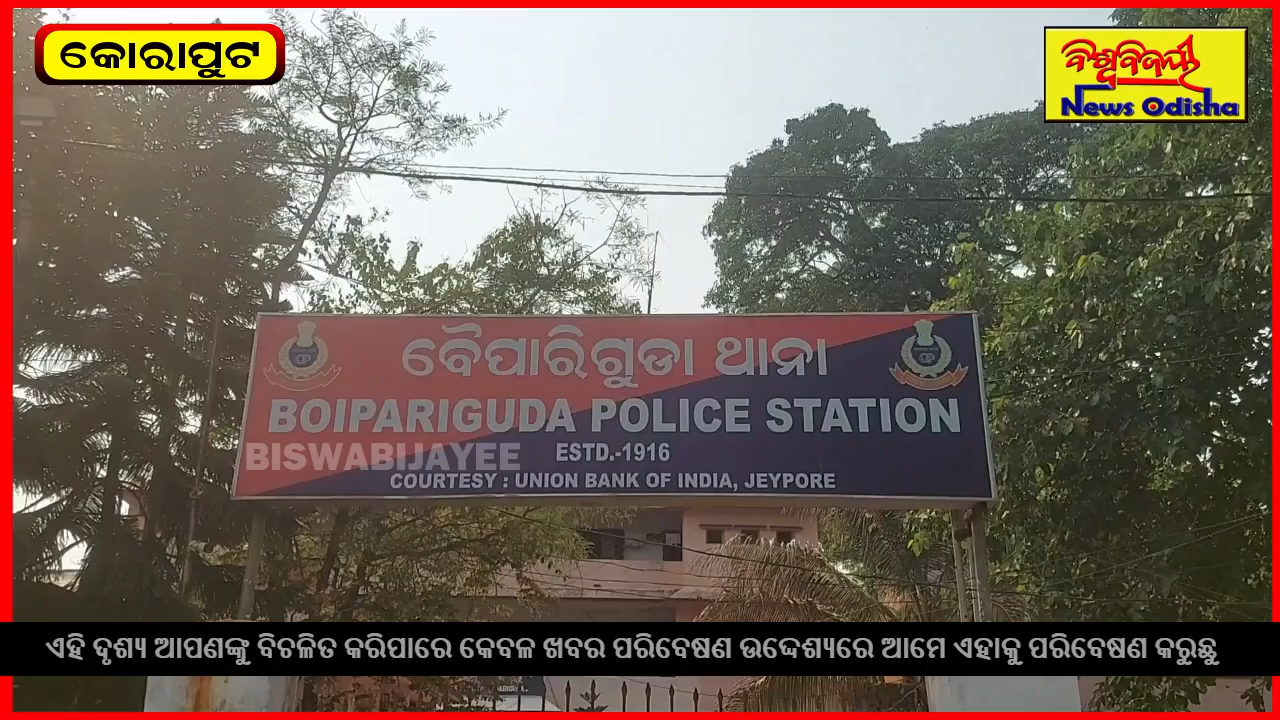 କୋରାପୁଟ
ବିଶ୍ୱବିଜୟୀ
News Odisha
ବୈପାରିଗୁଡା ଥାନା
BOIPARIGUDA POLICE STATION
BISWABIJAYEE
ESTD.-1916
COURTESY : UNION BANK OF INDIA, JEYPORE
ଏହି ଦୃଶ୍ୟ ଆପଣଙ୍କୁ ବିଚଳିତ କରିପାରେ କେବଳ ଖବର ପରିବେଷଣ ଉଦ୍ଦେଶ୍ୟରେ ଆମେ ଏହାକୁ ପରିବେଷଣ କରୁଛୁ